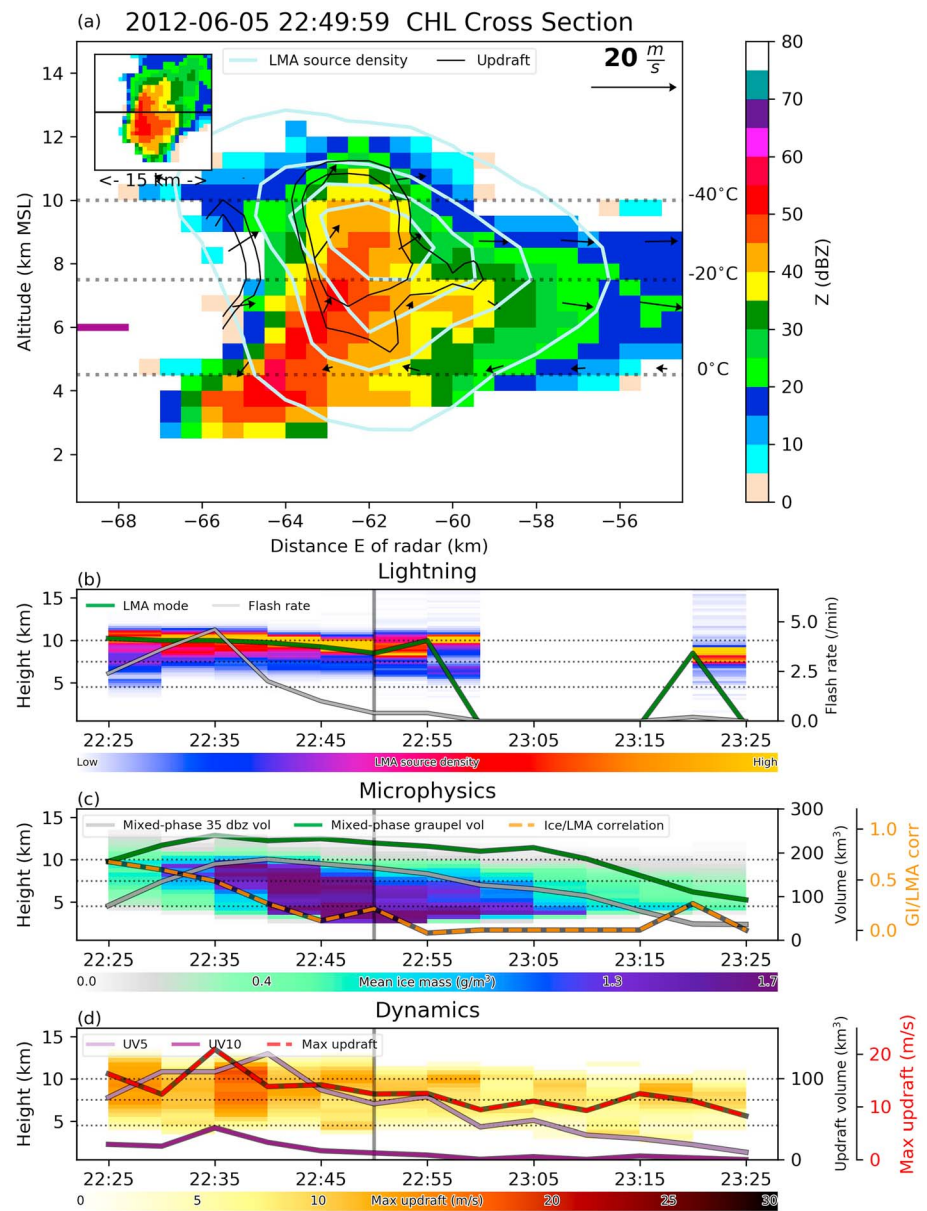 (a) 2012-06-05 22:49:59 CHL Cross Section
LMA source density
Updraft
20 m/s
<- 15 km ->
14
12
10
8
6
4
2
Altitude (km MSL)
-40°C
-20°C
0°C
−68 −66 −64 −62 −60 −58 −56
Distance E of radar (km)
80
70
60
50
40
30
20
10
0
Z (dBZ)
(b) Lightning
LMA mode
Flash rate
15
10
5
Height (km)
5.0
2.5
0.0
Flash rate (/min)
22:25 22:35 22:45 22:55 23:05 23:15 23:25
Low LMA source density High
(c) Microphysics
Mixed-phase 35 dbz vol
Mixed-phase graupel vol
Ice/LMA correlation
15
10
5
Height (km)
300
200
100
0
Volume (km³)
1.0
0.5
0.0
GI/LMA corr
22:25 22:35 22:45 22:55 23:05 23:15 23:25
0.0 0.4 Mean ice mass (g/m³) 1.3 1.7
(d) Dynamics
UV5
UV10
Max updraft
15
10
5
Height (km)
100
0
Updraft volume (km³)
20
10
0
Max updraft (m/s)
22:25 22:35 22:45 22:55 23:05 23:15 23:25
0 5 10 Max updraft (m/s) 20 25 30